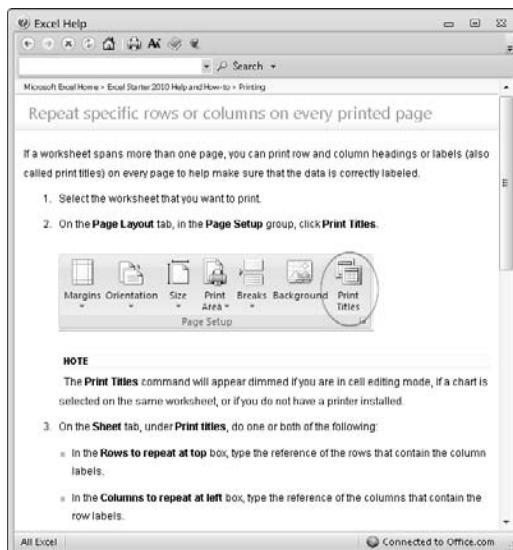 Excel Help
Search
Microsoft Excel Home > Excel Starter 2010 Help and How-to > Printing
Repeat specific rows or columns on every printed page
If a worksheet spans more than one page, you can print row and column headings or labels (also
called print titles) on every page to help make sure that the data is correctly labeled.
1. Select the worksheet that you want to print.
2. On the Page Layout tab, in the Page Setup group, click Print Titles.
Margins Orientation Size Print Breaks Background Print
Area Titles
Page Setup
NOTE
The Print Titles command will appear dimmed if you are in cell editing mode, if a chart is
selected on the same worksheet, or if you do not have a printer installed.
3. On the Sheet tab, under Print titles, do one or both of the following:
In the Rows to repeat at top box, type the reference of the rows that contain the column
labels.
In the Columns to repeat at left box, type the reference of the columns that contain the
row labels.
All Excel
Connected to Office.com